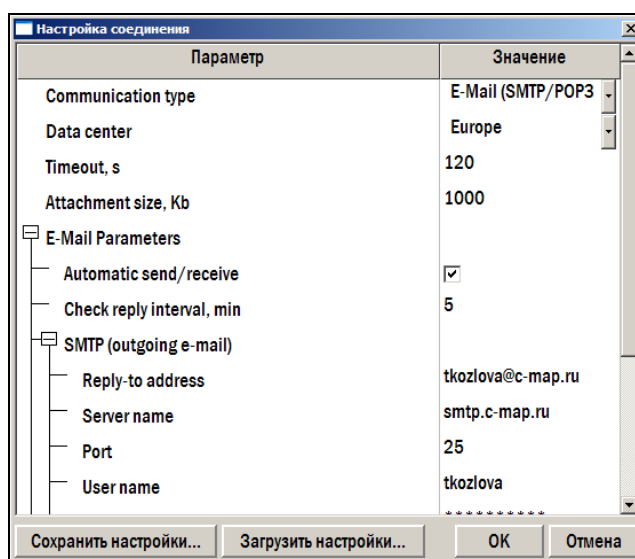 Настройка соединения
Параметр Значение
Communication type E-Mail (SMTP/POP3
Data center Europe
Timeout, s 120
Attachment size, Kb 1000
E-Mail Parameters
Automatic send/receive
Check reply interval, min 5
SMTP (outgoing e-mail)
Reply-to address tkozlova@c-map.ru
Server name smtp.c-map.ru
Port 25
User name tkozlova
**********
Сохранить настройки... Загрузить настройки... OK Отмена